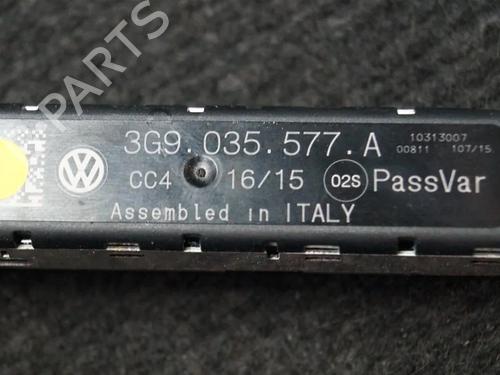 PARTS
3G9.035.577.A
10313007
00811 107/15
CC4 16/15 02S PassVar
Assembled in ITALY